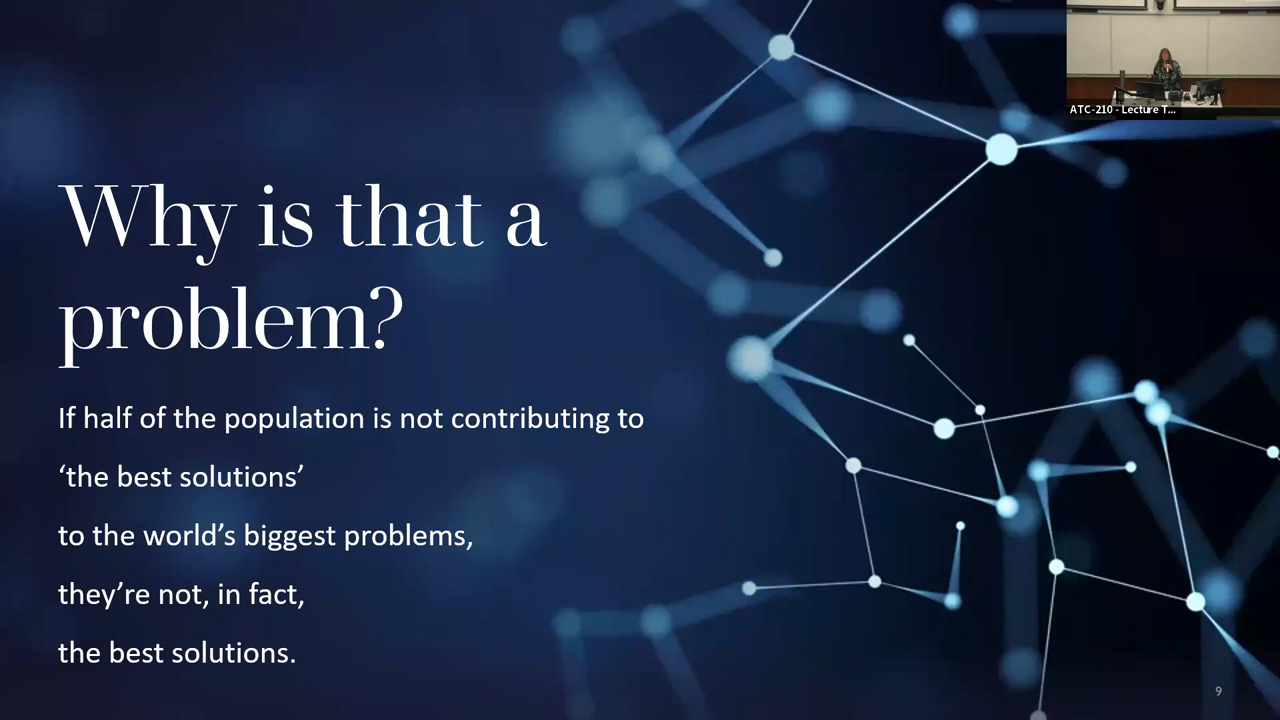 ATC-210 - Lecture T...
Why is that a
problem?
If half of the population is not contributing to
‘the best solutions’
to the world’s biggest problems,
they’re not, in fact,
the best solutions.
9